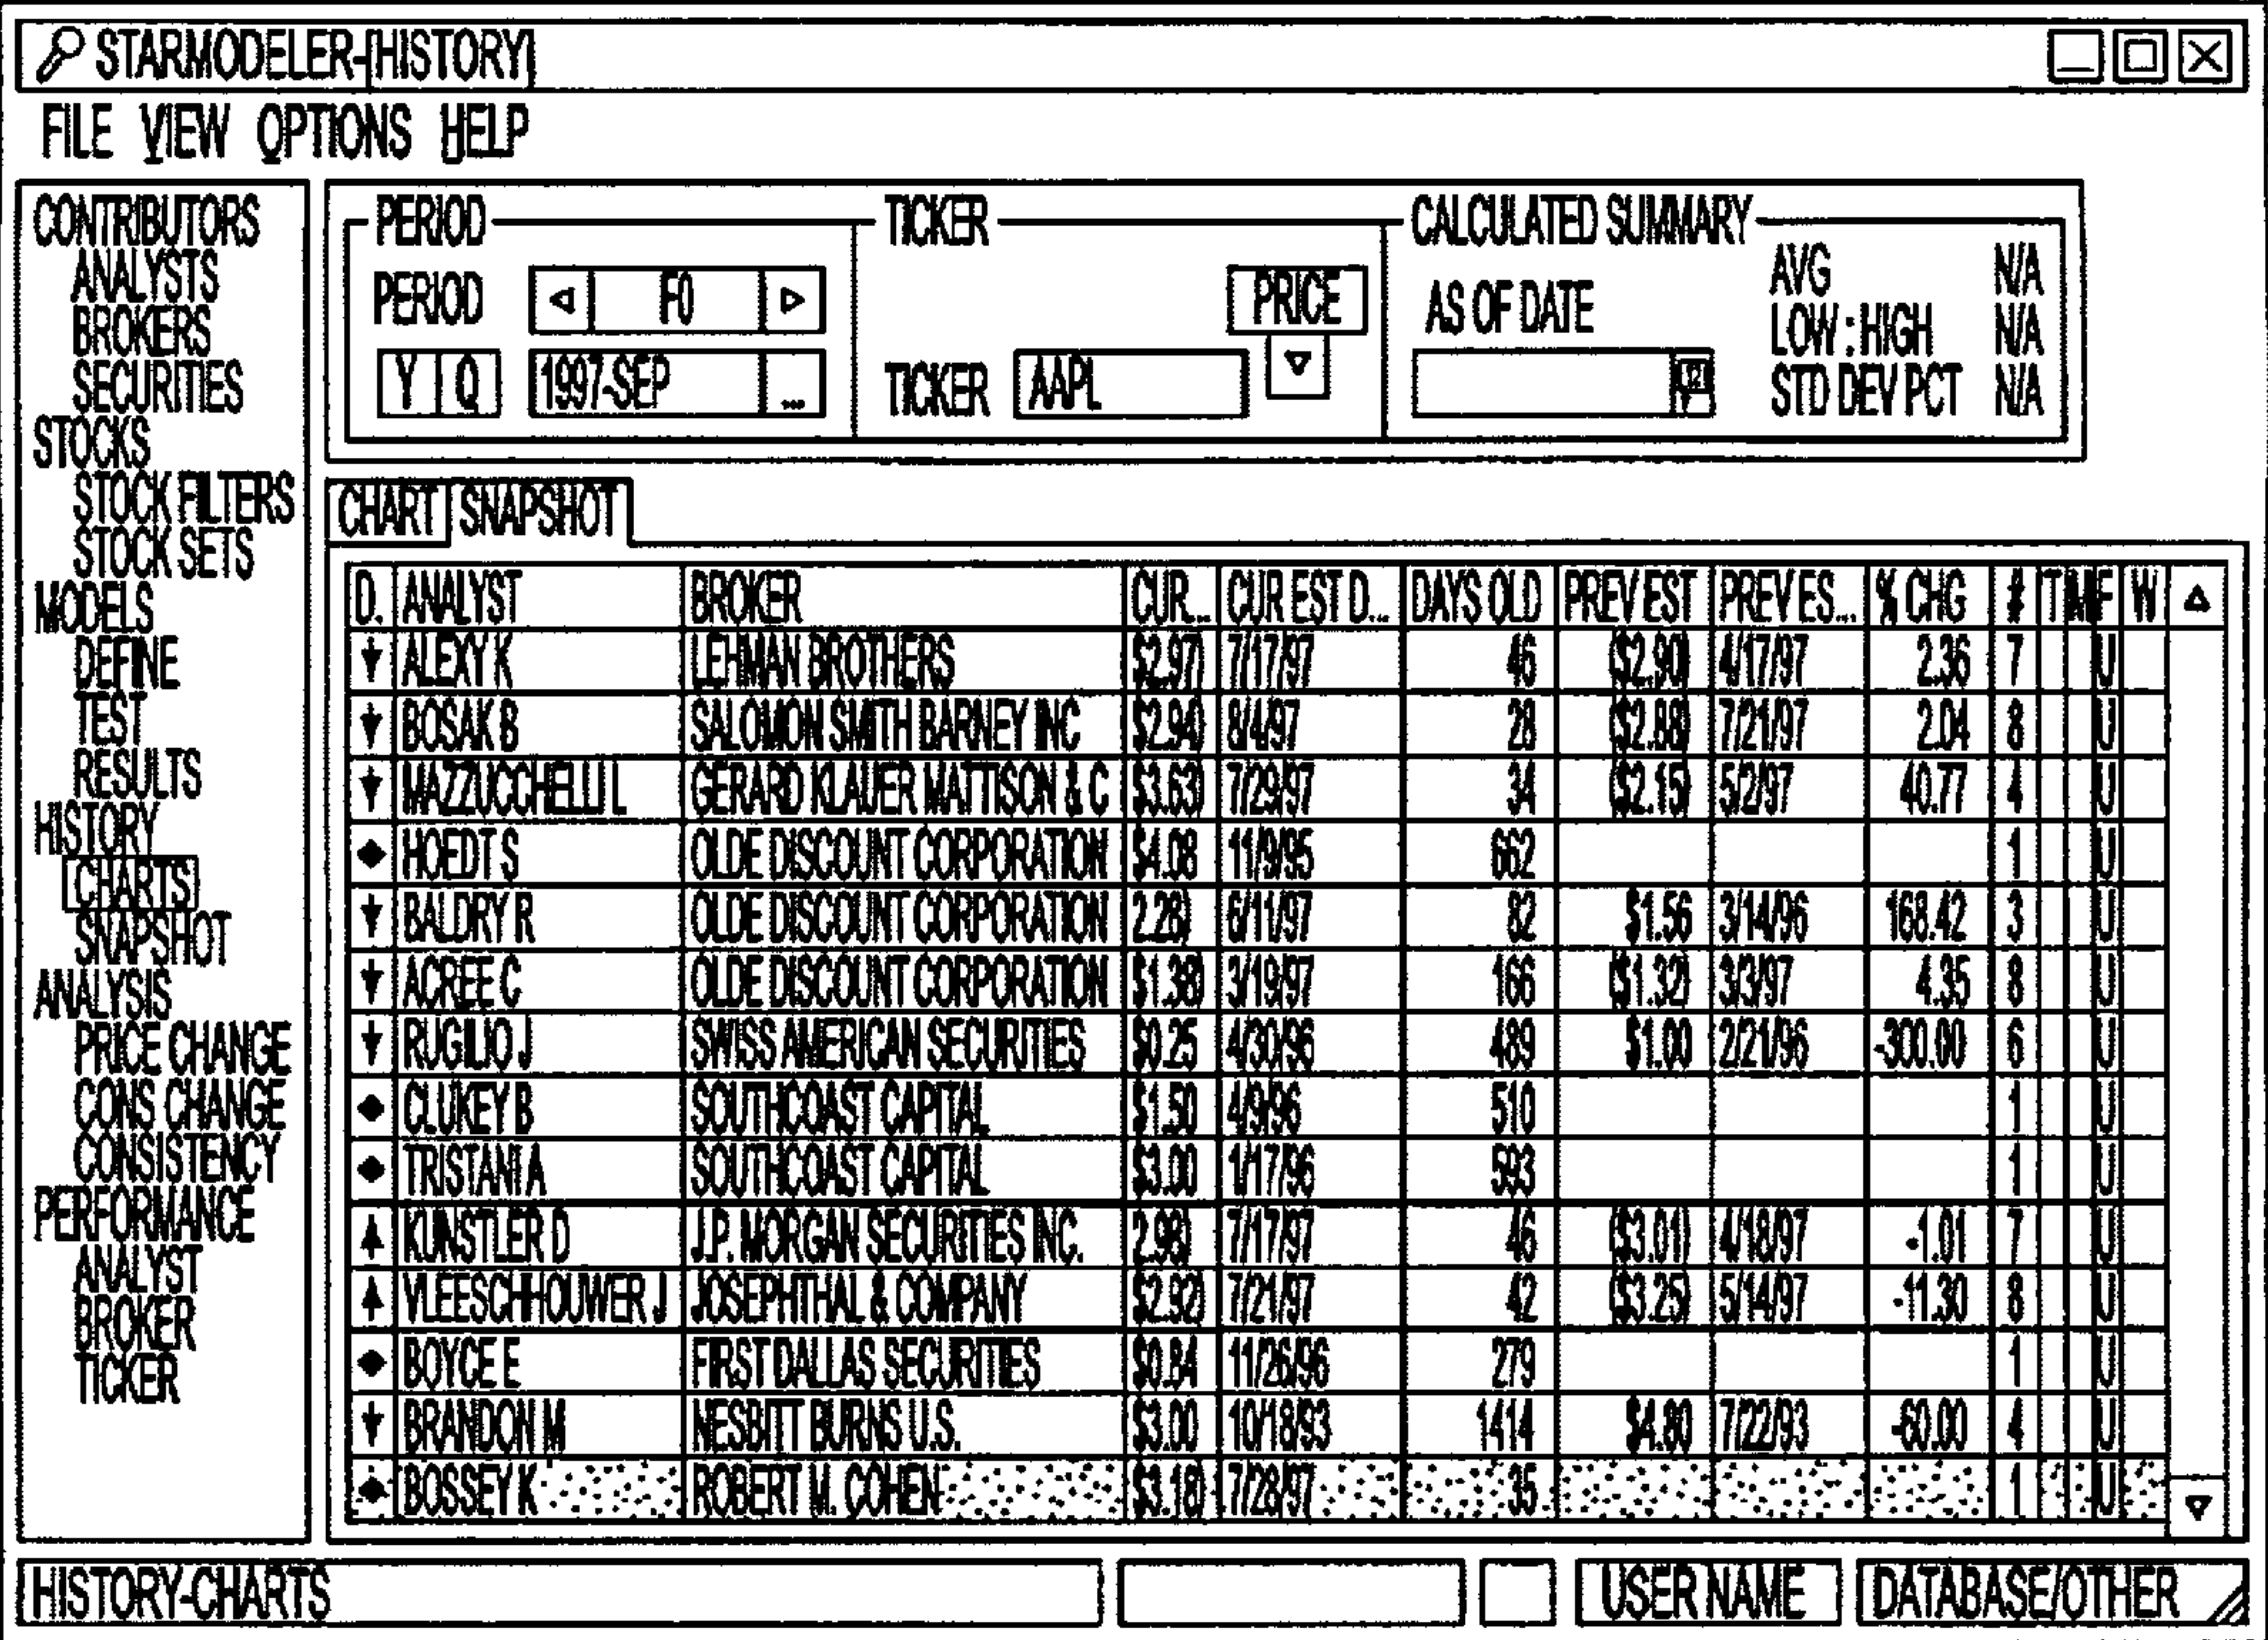 STARMODELER-[HISTORY]
FILE VIEW OPTIONS HELP
CONTRIBUTORS
ANALYSTS
BROKERS
SECURITIES
STOCKS
STOCK FILTERS
STOCK SETS
MODELS
DEFINE
TEST
RESULTS
HISTORY
CHARTS
SNAPSHOT
ANALYSIS
PRICE CHANGE
CONS CHANGE
CONSISTENCY
PERFORMANCE
ANALYST
BROKER
TICKER
PERIOD
PERIOD F0
Y Q 1997-SEP ...
TICKER
PRICE
TICKER AAPL
CALCULATED SUMMARY
AS OF DATE
AVG N/A
LOW : HIGH N/A
STD DEV PCT N/A
CHART SNAPSHOT
D. ANALYST BROKER CUR... CUR EST D... DAYS OLD PREV EST PREV ES... % CHG # F W
ALEXY K LEHMAN BROTHERS $2.97) 7/17/97 46 ($2.90) 4/17/97 2.36 7 U
BOSAK B SALOMON SMITH BARNEY INC $2.94) 8/4/97 28 ($2.88) 7/21/97 2.04 8 U
MAZZUCCHELLI L GERARD KLAUER MATTISON & C $3.63) 7/29/97 34 ($2.15) 5/2/97 40.77 4 U
HOEDT S OLDE DISCOUNT CORPORATION $4.08 11/9/95 662 1 U
BALDRY R OLDE DISCOUNT CORPORATION 2.28) 6/11/97 82 $1.56 3/14/96 168.42 3 U
ACREE C OLDE DISCOUNT CORPORATION $1.38) 3/19/97 166 ($1.32) 3/3/97 4.35 8 U
RUGILIO J SWISS AMERICAN SECURITIES $0.25 4/30/96 489 $1.00 2/21/96 -300.00 6 U
CLUKEY B SOUTHCOAST CAPITAL $1.50 4/9/96 510 1 U
TRISTANI A SOUTHCOAST CAPITAL $3.00 1/17/96 593 1 U
KUNSTLER D J.P. MORGAN SECURITIES INC. 2.98) 7/17/97 46 ($3.01) 4/18/97 -1.01 7 U
VLEESCHHOUWER J JOSEPHTHAL & COMPANY $2.92) 7/21/97 42 ($3.25) 5/14/97 -11.30 8 U
BOYCE E FIRST DALLAS SECURITIES $0.84 11/26/96 279 1 U
BRANDON M NESBITT BURNS U.S. $3.00 10/18/93 1414 $4.80 7/22/93 -60.00 4 U
BOSSEY K ROBERT M. COHEN $3.18) 7/28/97 35 1 U
HISTORY-CHARTS USER NAME DATABASE/OTHER